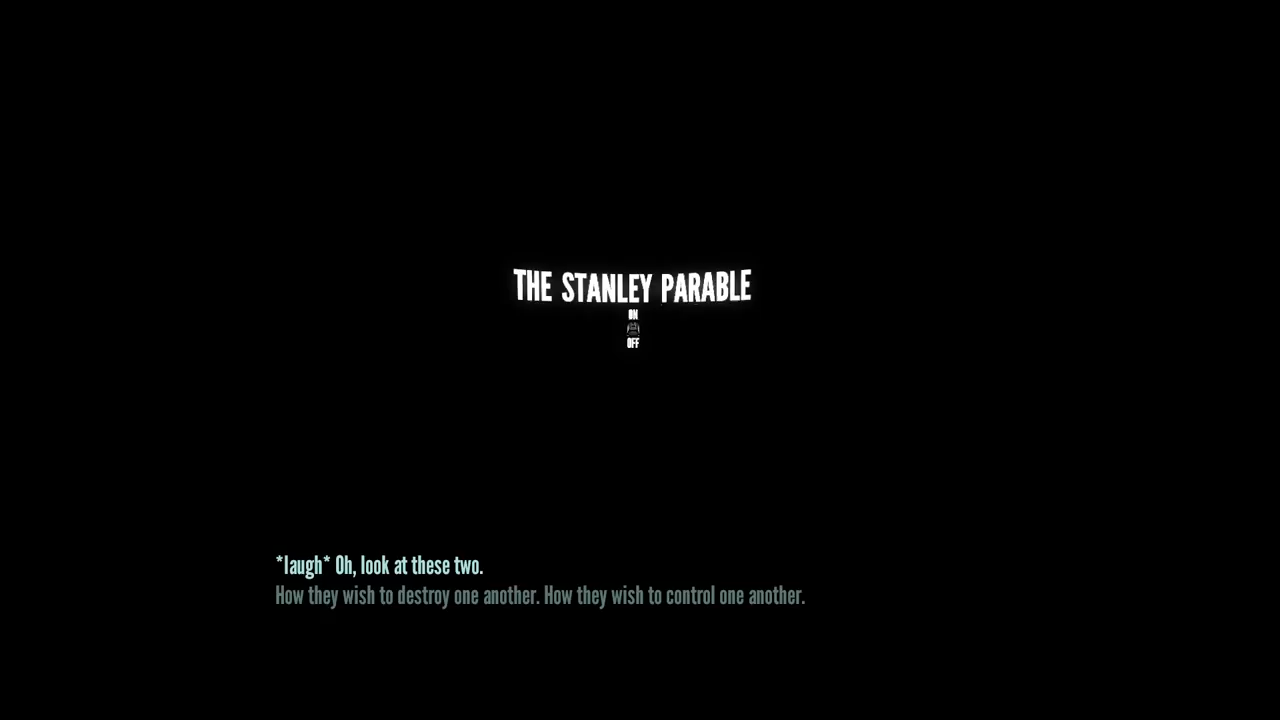 THE STANLEY PARABLE
ON
OFF
*laugh* Oh, look at these two.
How they wish to destroy one another. How they wish to control one another.